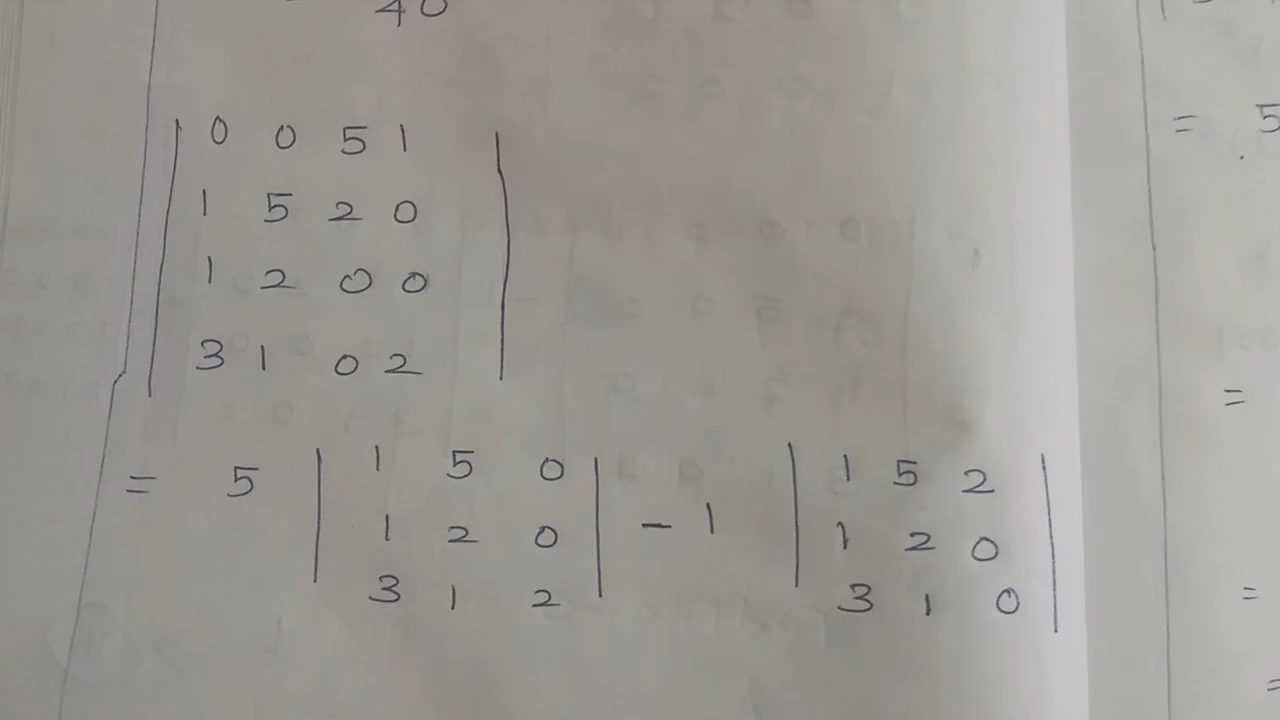 40
0 0 5 1
1 5 2 0
1 2 0 0
3 1 0 2
= 5 | 1 5 0 | - 1 | 1 5 2 |
1 2 0 1 2 0
3 1 2 3 1 0
= 5
=
=
=